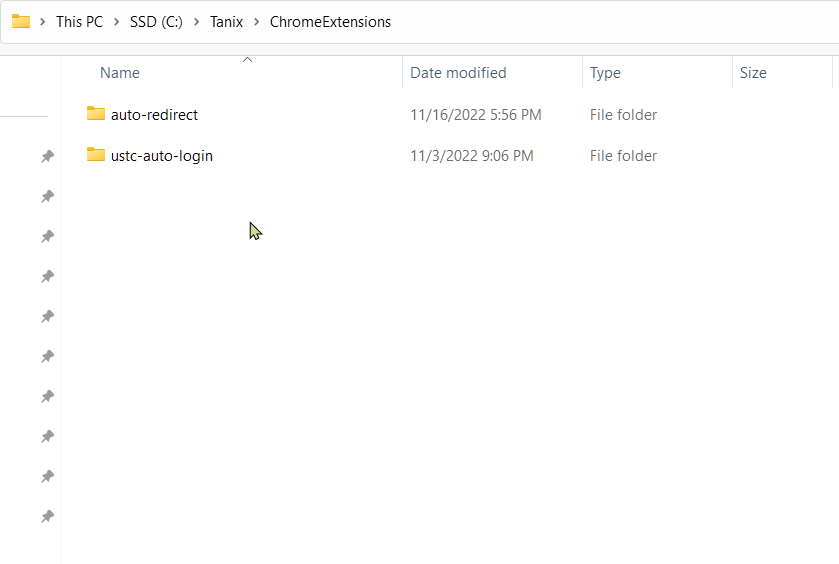 This PC > SSD (C:) > Tanix > ChromeExtensions
Name Date modified Type Size
auto-redirect 11/16/2022 5:56 PM File folder
ustc-auto-login 11/3/2022 9:06 PM File folder